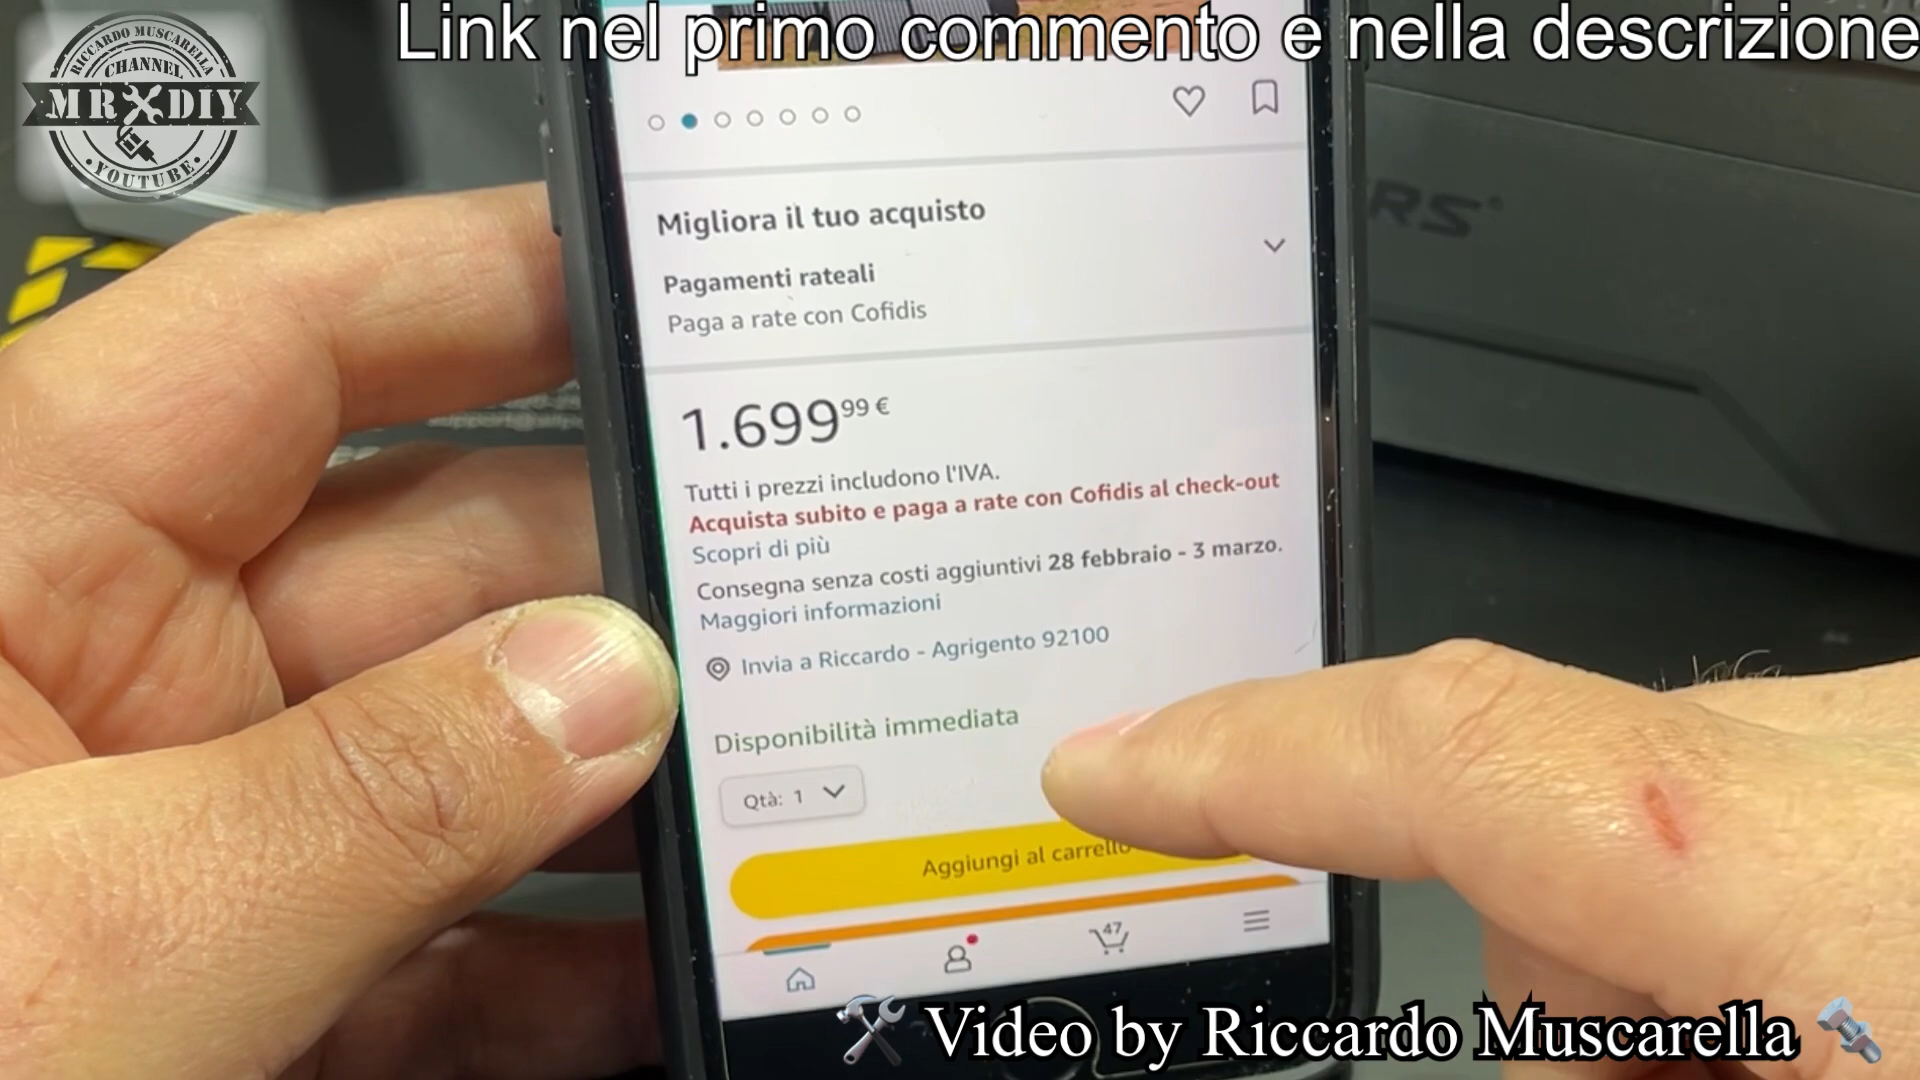 Link nel primo commento e nella descrizione
RICCARDO MUSCARELLA
CHANNEL
MR DIY
YOUTUBE
Migliora il tuo acquisto
Pagamenti rateali
Paga a rate con Cofidis
1.699 99 €
Tutti i prezzi includono l'IVA.
Acquista subito e paga a rate con Cofidis al check-out
Scopri di più
Consegna senza costi aggiuntivi 28 febbraio - 3 marzo.
Maggiori informazioni
Invia a Riccardo - Agrigento 92100
Disponibilità immediata
Qtà: 1
Aggiungi al carrello
47
RS
Video by Riccardo Muscarella